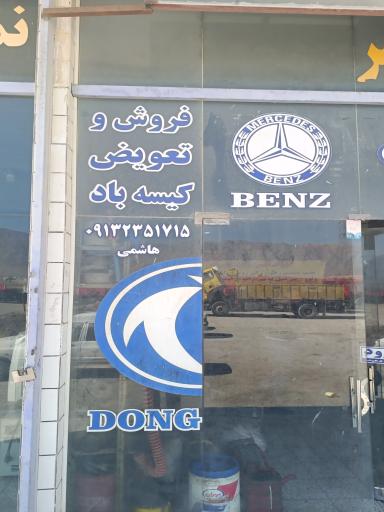 فروش و
تعویض
کیسه باد
۰۹۱۳۲۳۵۱۷۱۵
هاشمی
MERCEDES
BENZ
BENZ
DONG